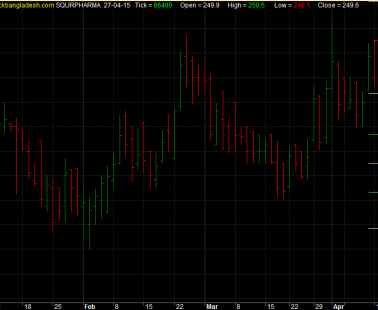 ckbangladesh.com SQURPHARMA 27-04-15 Tick = 86400 Open = 249.9 High = 250.5 Low = 248.1 Close = 249.6
18 25 Feb 8 15 22 Mar 8 15 22 29 Apr